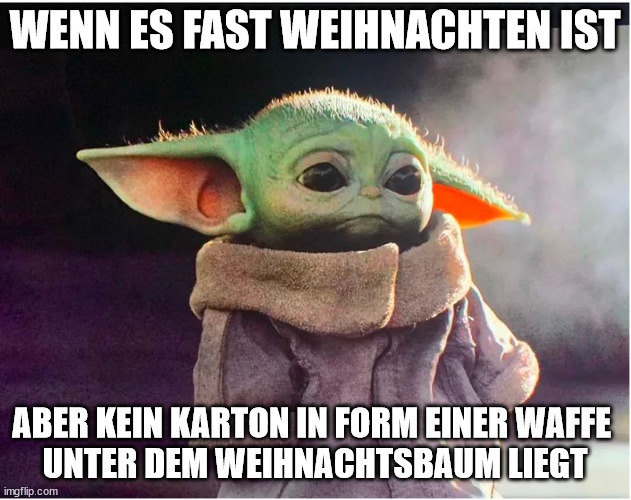 WENN ES FAST WEIHNACHTEN IST
ABER KEIN KARTON IN FORM EINER WAFFE
UNTER DEM WEIHNACHTSBAUM LIEGT
imgflip.com